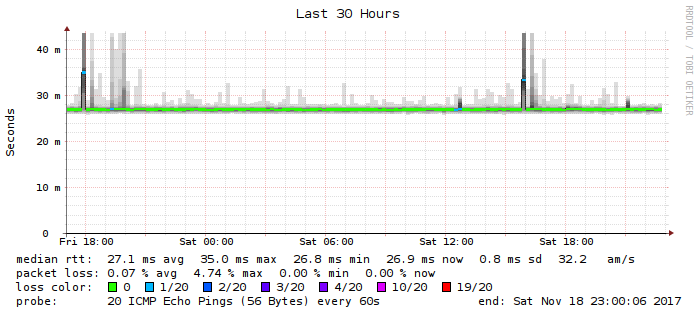 Last 30 Hours
RRDTOOL / TOBI OETIKER
Seconds
40 m
30 m
20 m
10 m
0
Fri 18:00 Sat 00:00 Sat 06:00 Sat 12:00 Sat 18:00
median rtt: 27.1 ms avg 35.0 ms max 26.8 ms min 26.9 ms now 0.8 ms sd 32.2 am/s
packet loss: 0.07 % avg 4.74 % max 0.00 % min 0.00 % now
loss color: 0 1/20 2/20 3/20 4/20 10/20 19/20
probe: 20 ICMP Echo Pings (56 Bytes) every 60s end: Sat Nov 18 23:00:06 2017